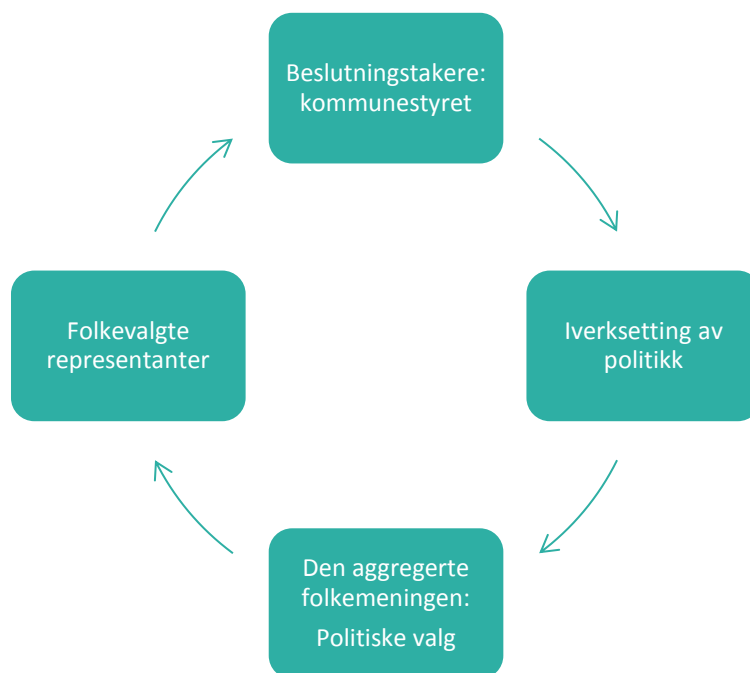 Beslutningstakere:
kommunestyret
Iverksetting av
politikk
Den aggregerte
folkemeningen:
Politiske valg
Folkevalgte
representanter